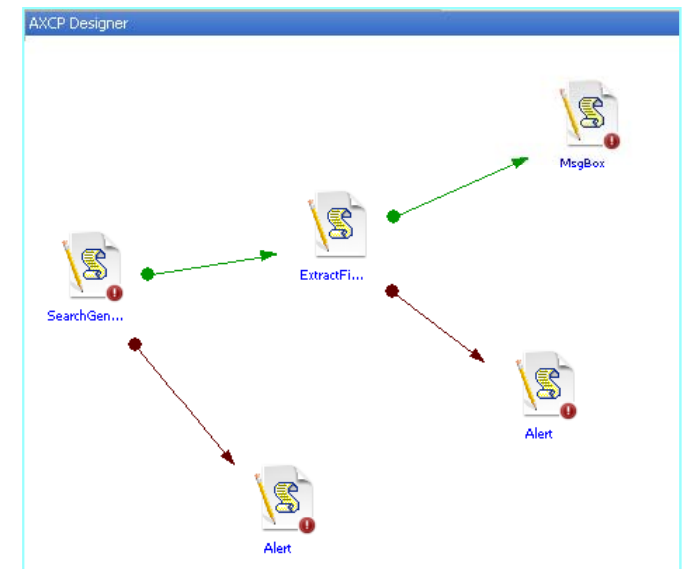 AXCP Designer
MsgBox
ExtractFi...
SearchGen...
Alert
Alert